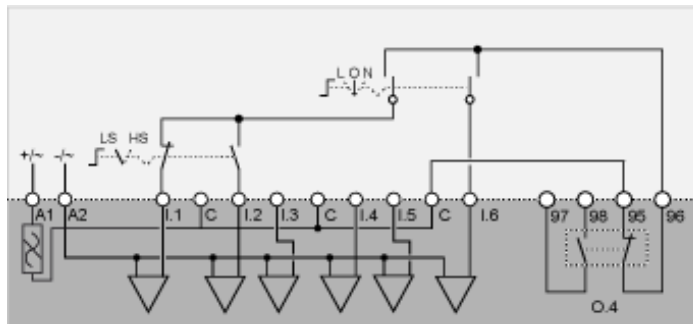 L O N
LS HS
+/~ -/~
A1 A2 I.1 C I.2 I.3 C I.4 I.5 C I.6 97 98 95 96
O.4